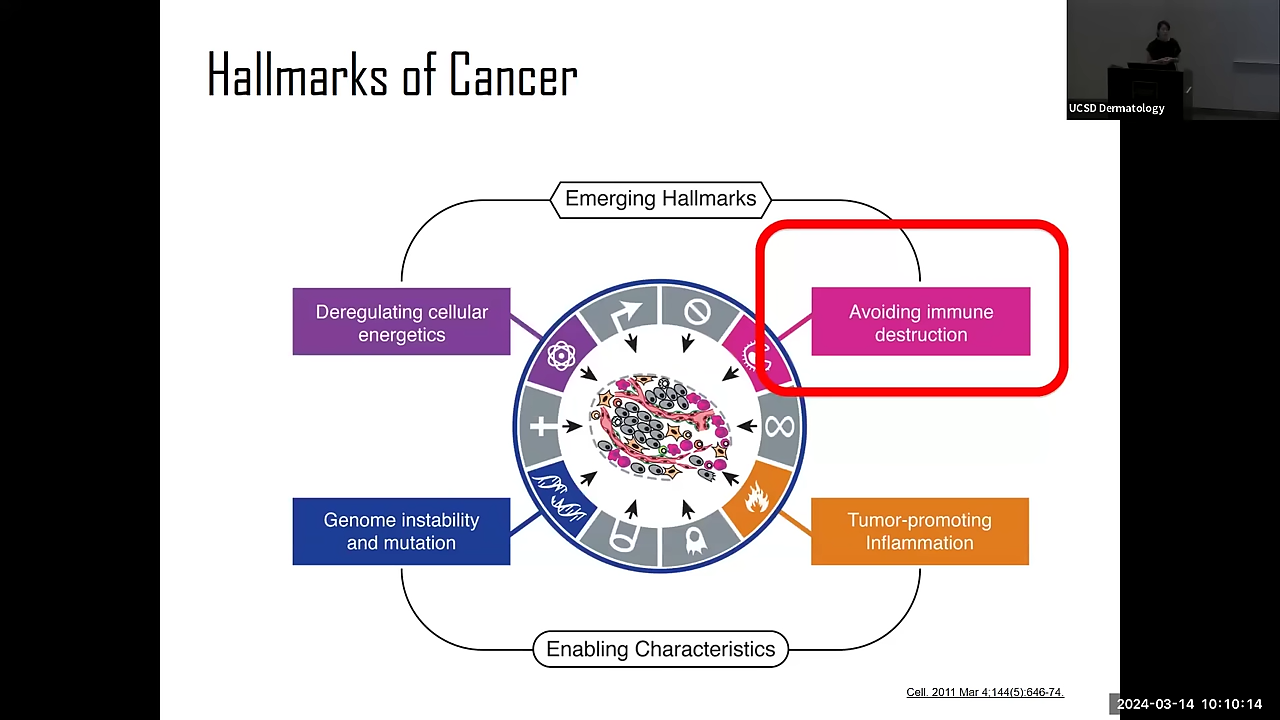 Hallmarks of Cancer
UCSD Dermatology
Emerging Hallmarks
Deregulating cellular
energetics
Avoiding immune
destruction
Genome instability
and mutation
Tumor-promoting
Inflammation
Enabling Characteristics
Cell. 2011 Mar 4;144(5):646-74.
2024-03-14 10:10:14